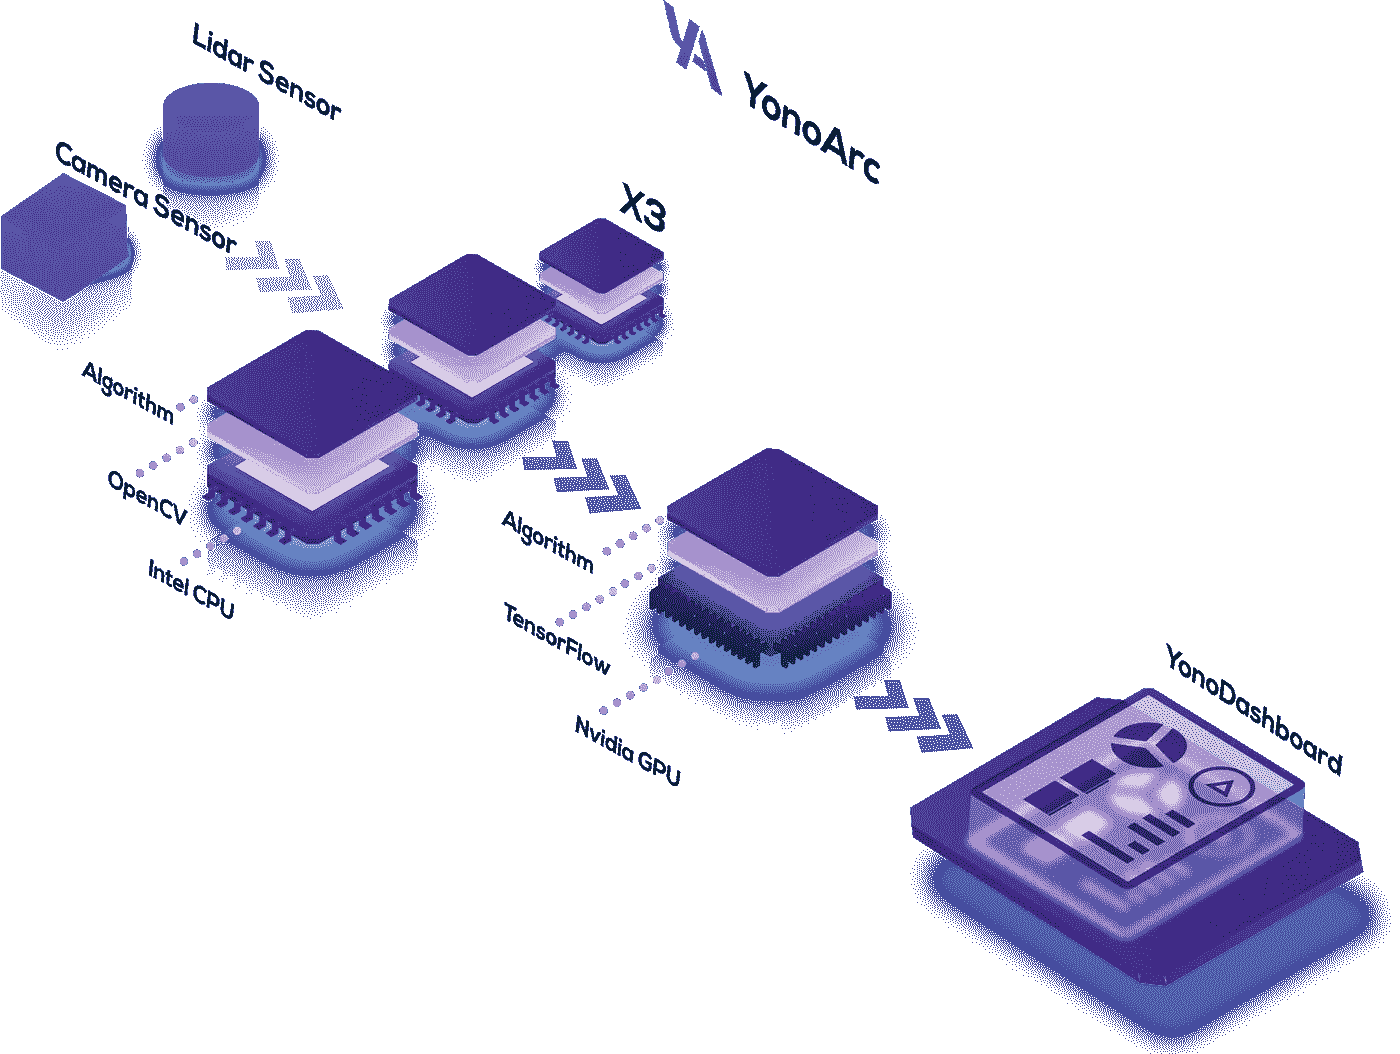 Lidar Sensor
YA
YonoArc
Camera Sensor
X3
Algorithm
OpenCV
Intel CPU
Algorithm
TensorFlow
Nvidia GPU
YonoDashboard